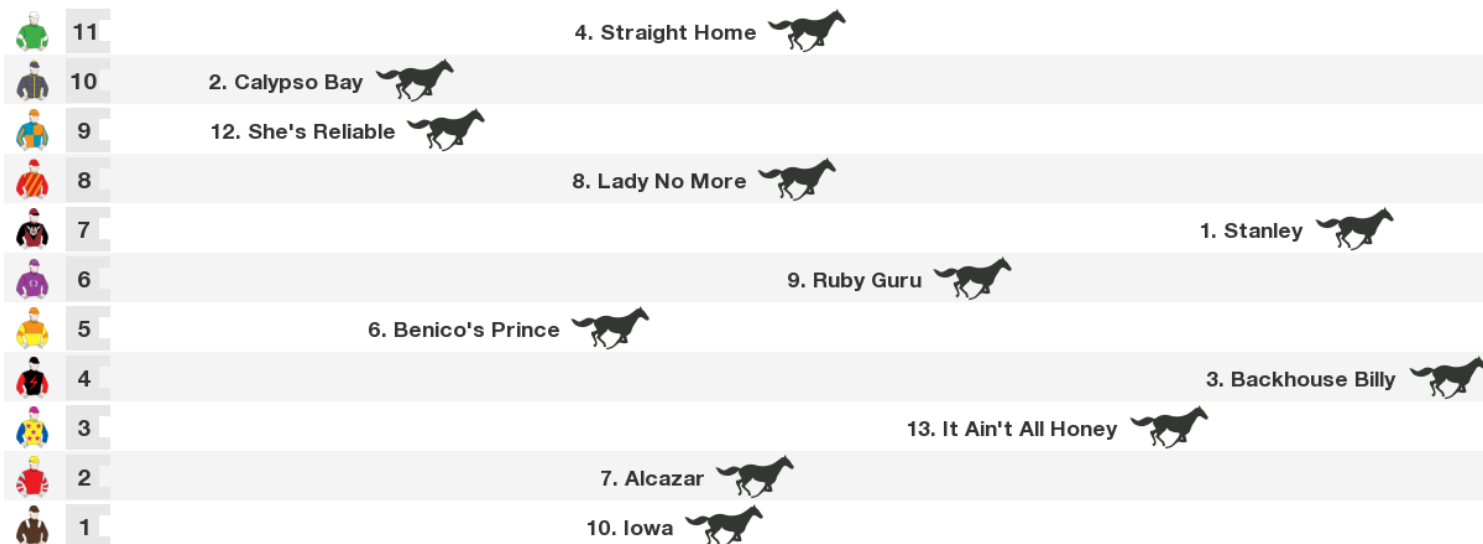 11 4. Straight Home
10 2. Calypso Bay
9 12. She's Reliable
8 8. Lady No More
7 1. Stanley
6 9. Ruby Guru
5 6. Benico's Prince
4 3. Backhouse Billy
3 13. It Ain't All Honey
2 7. Alcazar
1 10. Iowa